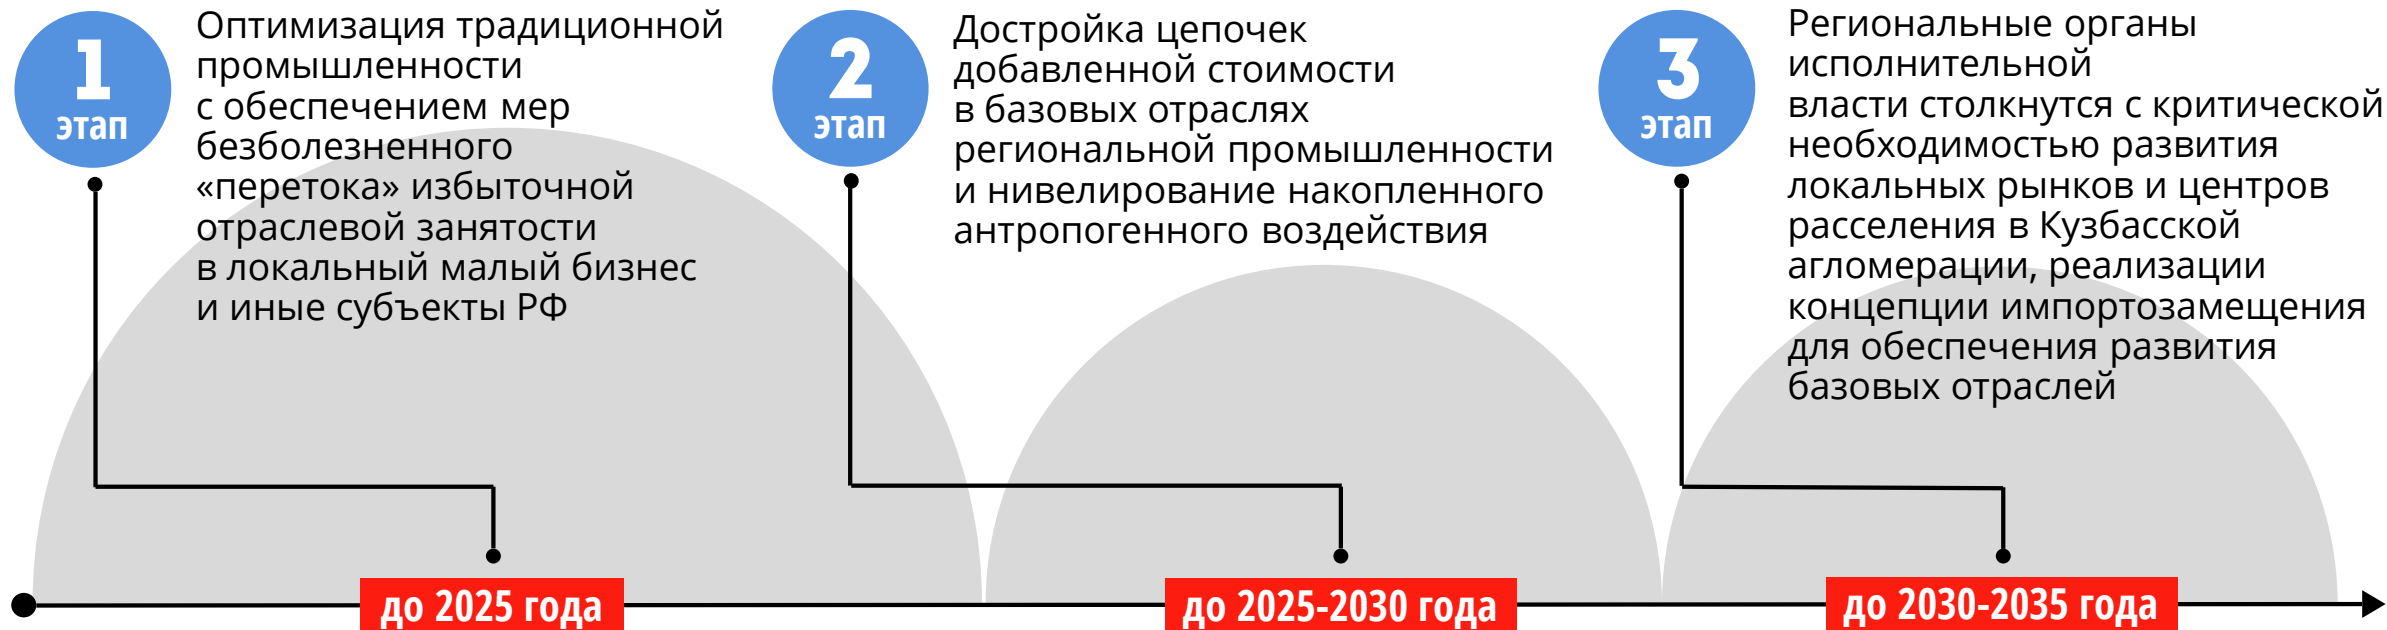 1
этап
Оптимизация традиционной
промышленности
с обеспечением мер
безболезненного
«перетока» избыточной
отраслевой занятости
в локальный малый бизнес
и иные субъекты РФ
2
этап
Достройка цепочек
добавленной стоимости
в базовых отраслях
региональной промышленности
и нивелирование накопленного
антропогенного воздействия
3
этап
Региональные органы
исполнительной
власти столкнутся с критической
необходимостью развития
локальных рынков и центров
расселения в Кузбасской
агломерации, реализации
концепции импортозамещения
для обеспечения развития
базовых отраслей
до 2025 года
до 2025-2030 года
до 2030-2035 года